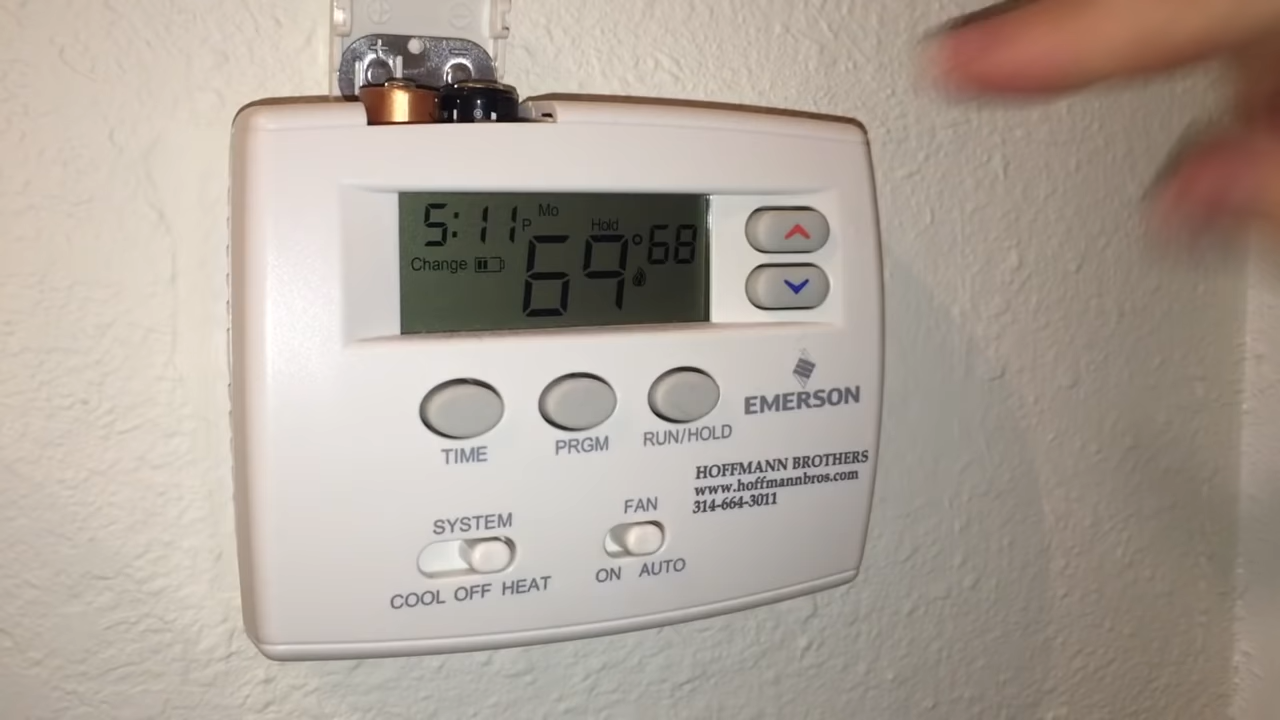 + −
5:11 P Mo Hold
Change 69° 68
TIME PRGM RUN/HOLD
EMERSON
HOFFMANN BROTHERS
www.hoffmannbros.com
314-664-3011
SYSTEM
COOL OFF HEAT
FAN
ON AUTO